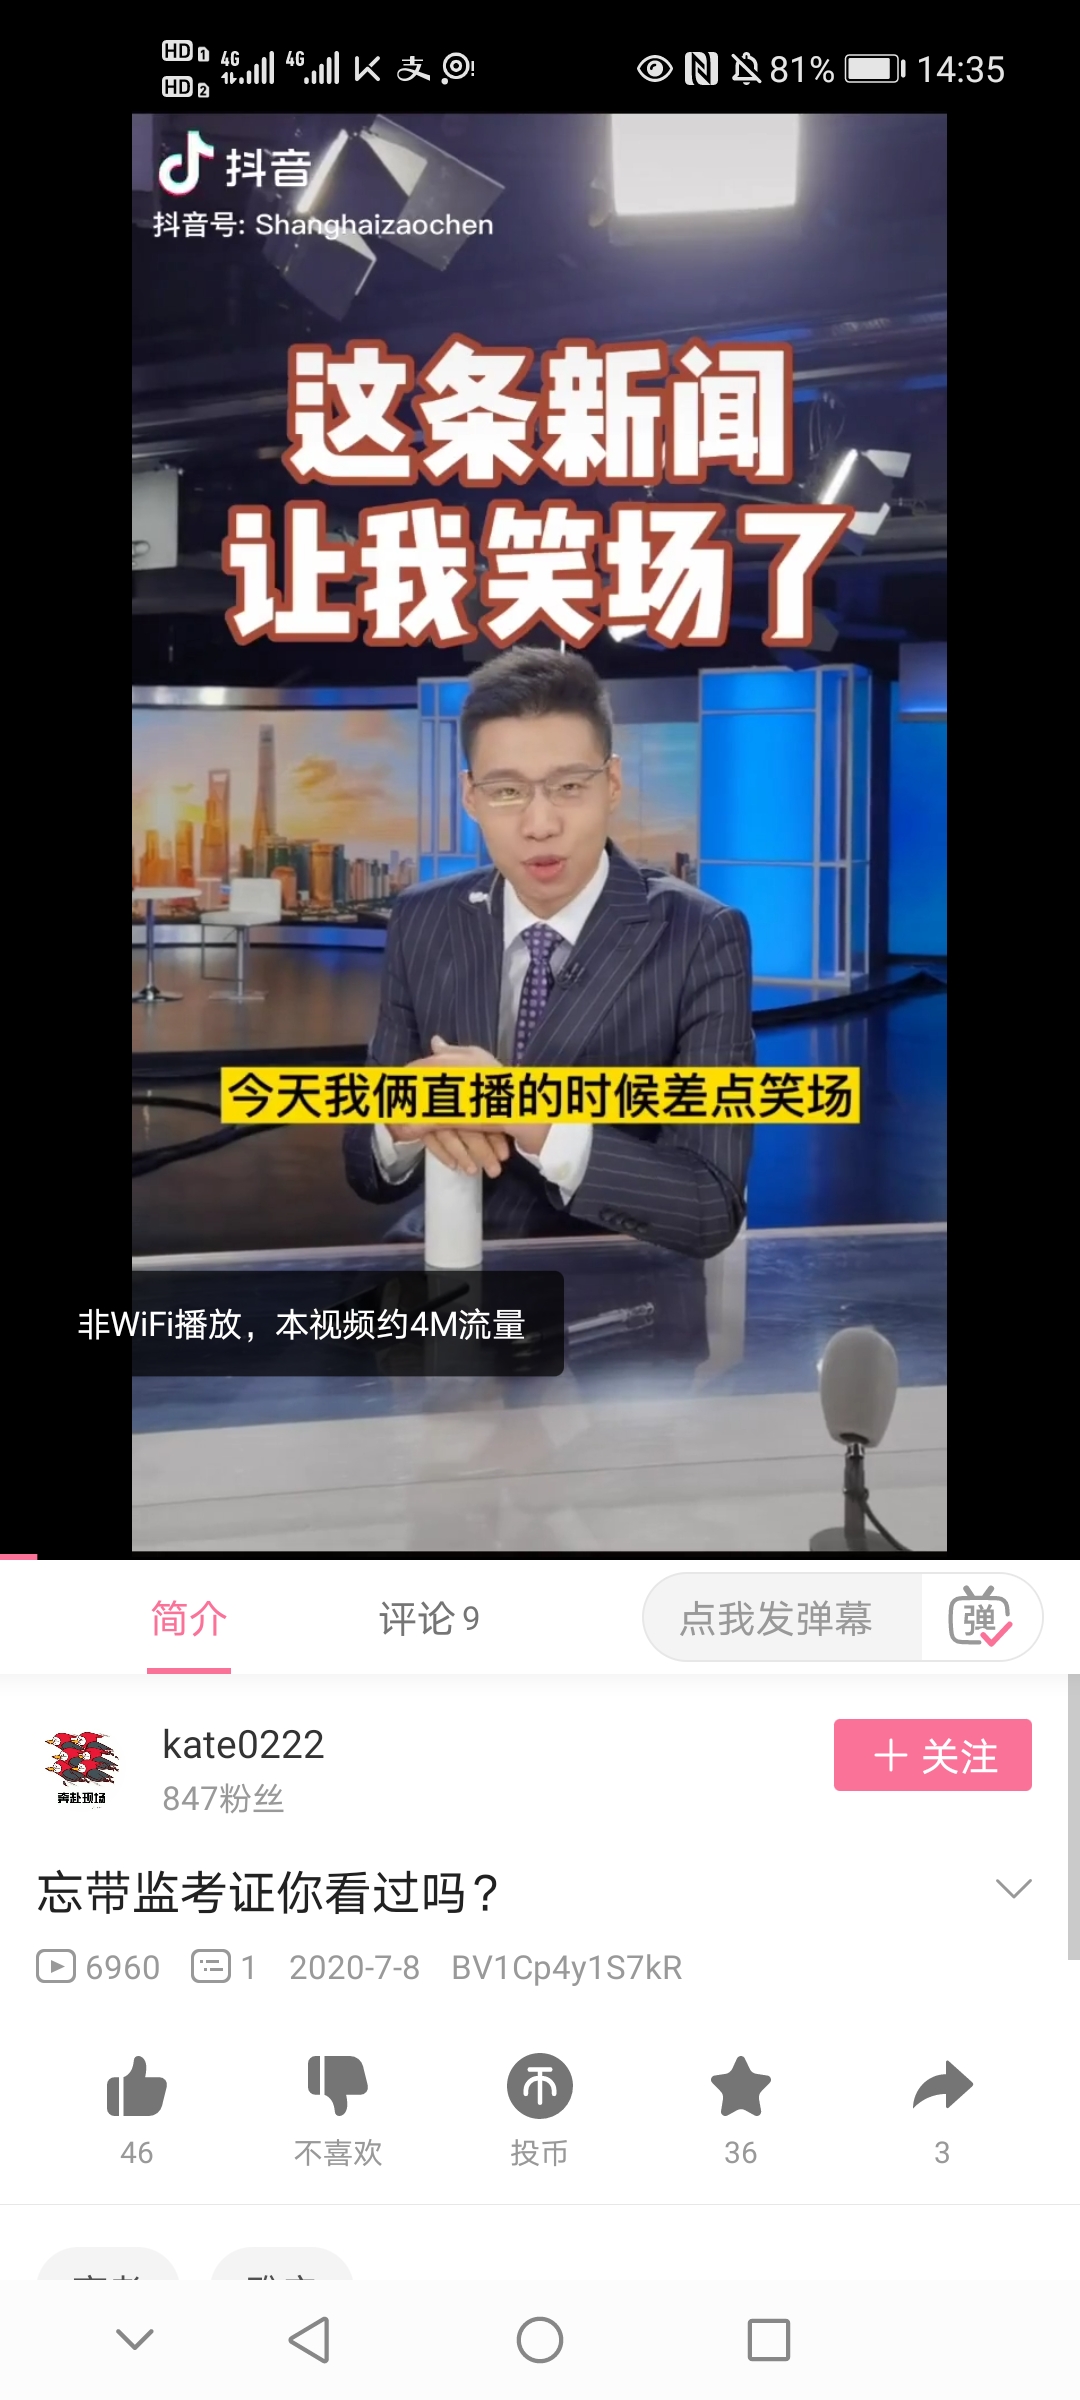 HD 1 4G 4G 81% 14:35
HD 2
抖音
抖音号: Shanghaizaochen
这条新闻
让我笑场了
今天我俩直播的时候差点笑场
非WiFi播放，本视频约4M流量
简介 评论 9 点我发弹幕 弹
kate0222
847粉丝
奔赴现场
+ 关注
忘带监考证你看过吗？
6960 1 2020-7-8 BV1Cp4y1S7kR
46 不喜欢 投币 36 3